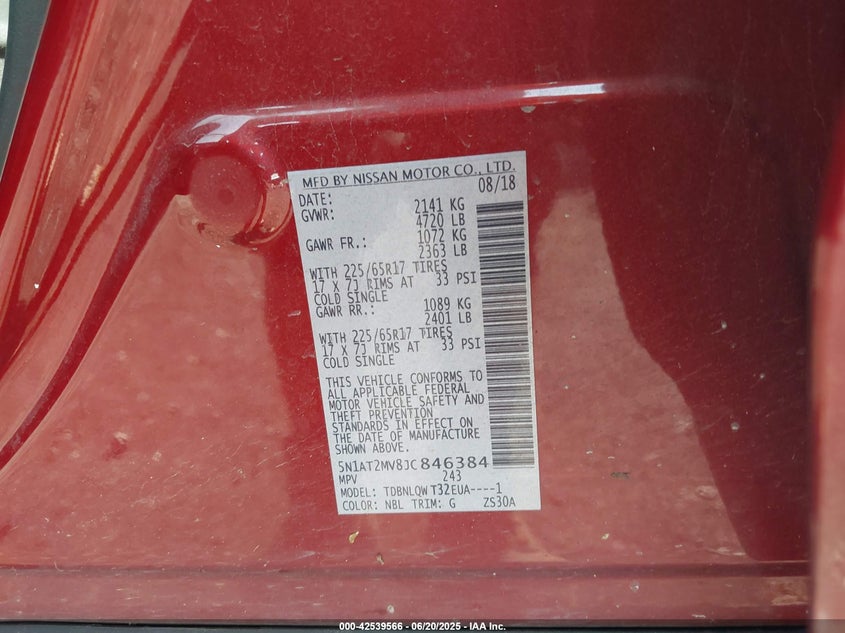 MFD BY NISSAN MOTOR CO., LTD.
DATE: 08/18
GVWR: 2141 KG
4720 LB
GAWR FR.: 1072 KG
2363 LB
WITH 225/65R17 TIRES
17 X 7J RIMS AT 33 PSI
COLD SINGLE
GAWR RR.: 1089 KG
2401 LB
WITH 225/65R17 TIRES
17 X 7J RIMS AT 33 PSI
COLD SINGLE
THIS VEHICLE CONFORMS TO
ALL APPLICABLE FEDERAL
MOTOR VEHICLE SAFETY AND
THEFT PREVENTION
STANDARDS IN EFFECT ON
THE DATE OF MANUFACTURE
SHOWN ABOVE.
5N1AT2MV8JC846384
MPV 243
MODEL: TDBNLQW T32EUA----1
COLOR: NBL TRIM: G ZS30A
000-42539566 — 06/20/2025 — IAA Inc.